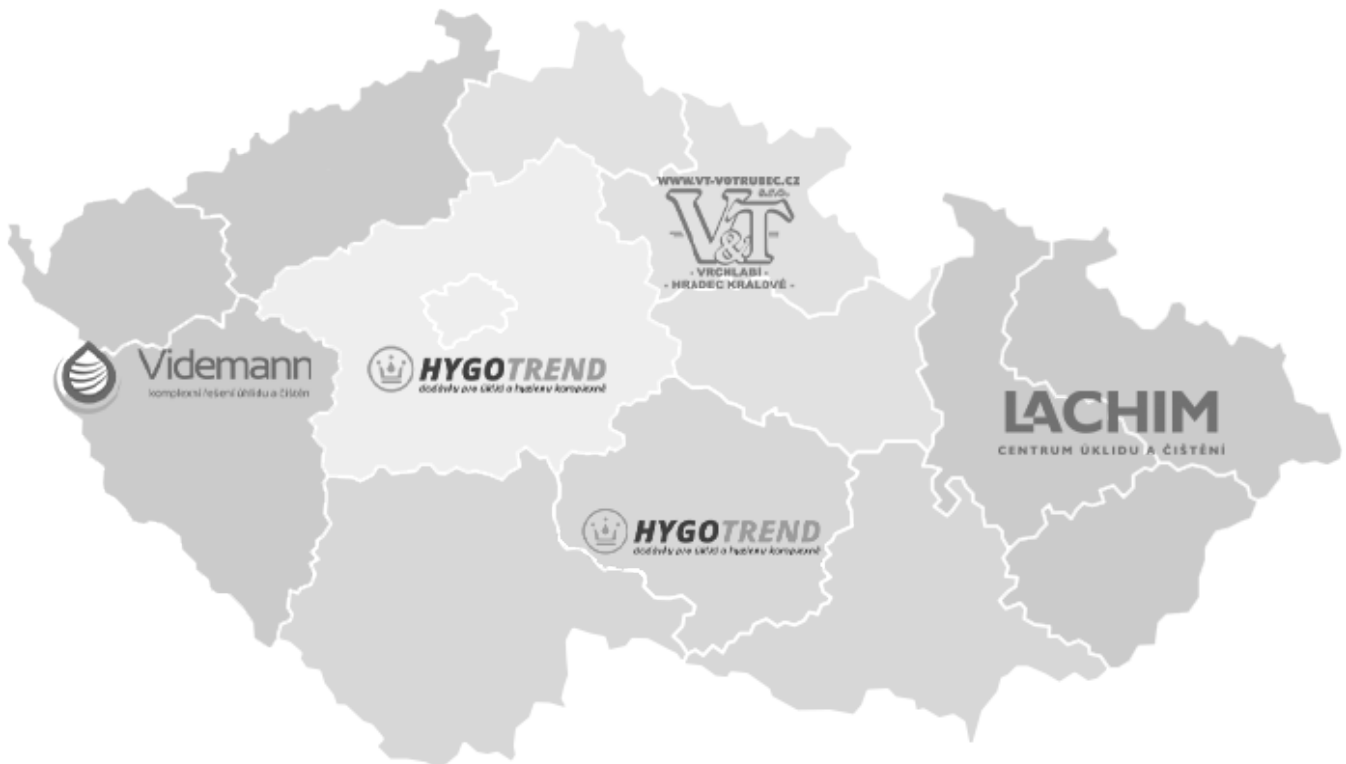 WWW.VT-VOTRUBEC.CZ
s.r.o.
V&T
- VRCHLABÍ -
- HRADEC KRÁLOVÉ -
Videmann
komplexní řešení úklidu a čištění
HYGOTREND
dodávky pro úklid a hygienu komplexně
LACHIM
CENTRUM ÚKLIDU A ČIŠTĚNÍ
HYGOTREND
dodávky pro úklid a hygienu komplexně